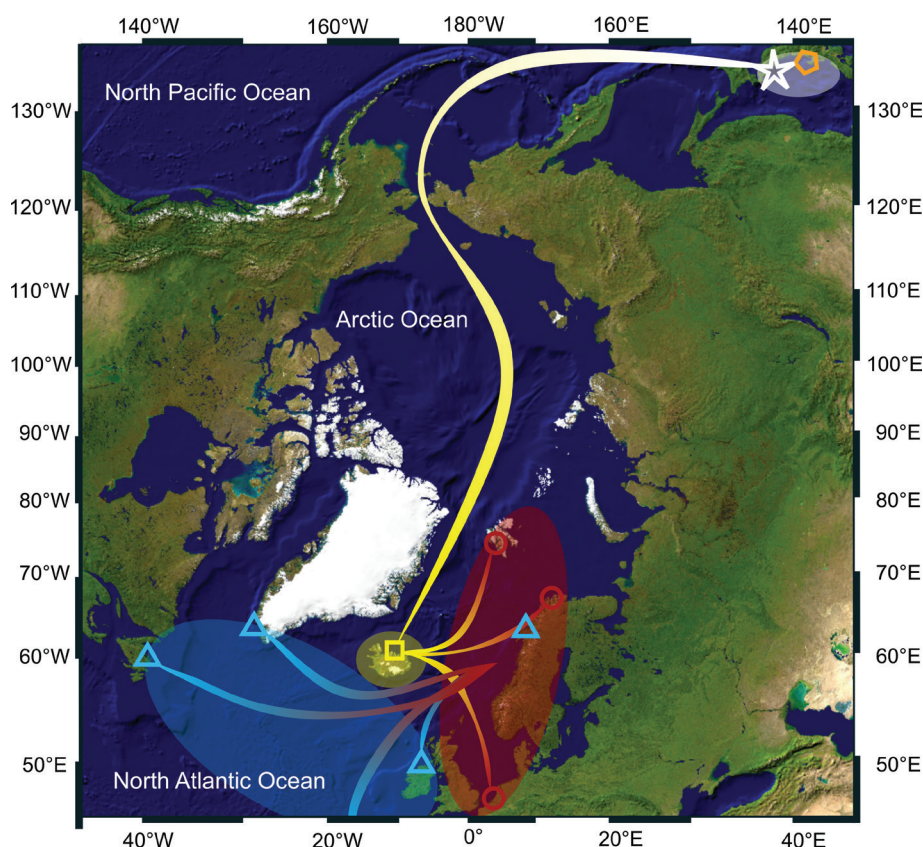 140°W 160°W 180°W 160°E 140°E
North Pacific Ocean
130°W 130°E
120°W 120°E
110°W 110°E
Arctic Ocean
100°W 100°E
90°W 90°E
80°W 80°E
70°W 70°E
60°W 60°E
50°E 50°E
North Atlantic Ocean
40°W 20°W 0° 20°E 40°E